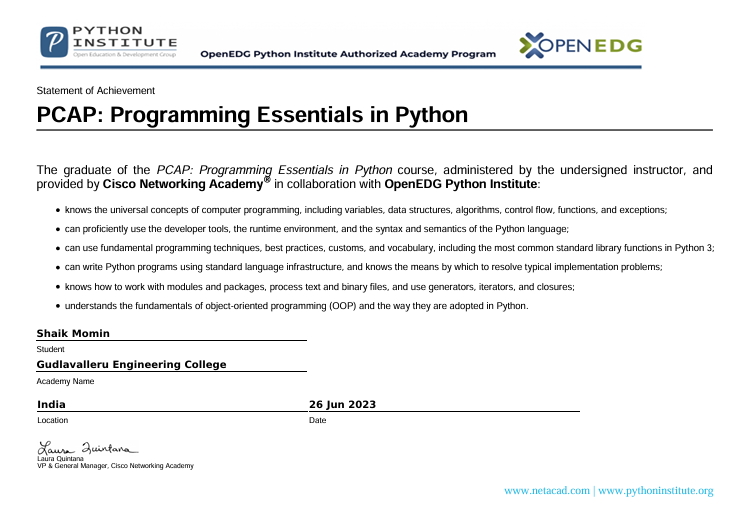 PYTHON
INSTITUTE
Open Education & Development Group
OpenEDG Python Institute Authorized Academy Program
OPENEDG
Statement of Achievement
PCAP: Programming Essentials in Python
The graduate of the PCAP: Programming Essentials in Python course, administered by the undersigned instructor, and
provided by Cisco Networking Academy® in collaboration with OpenEDG Python Institute:
• knows the universal concepts of computer programming, including variables, data structures, algorithms, control flow, functions, and exceptions;
• can proficiently use the developer tools, the runtime environment, and the syntax and semantics of the Python language;
• can use fundamental programming techniques, best practices, customs, and vocabulary, including the most common standard library functions in Python 3;
• can write Python programs using standard language infrastructure, and knows the means by which to resolve typical implementation problems;
• knows how to work with modules and packages, process text and binary files, and use generators, iterators, and closures;
• understands the fundamentals of object-oriented programming (OOP) and the way they are adopted in Python.
Shaik Momin
Student
Gudlavalleru Engineering College
Academy Name
India 26 Jun 2023
Location Date
Laura Quintana
Laura Quintana
VP & General Manager, Cisco Networking Academy
www.netacad.com | www.pythoninstitute.org